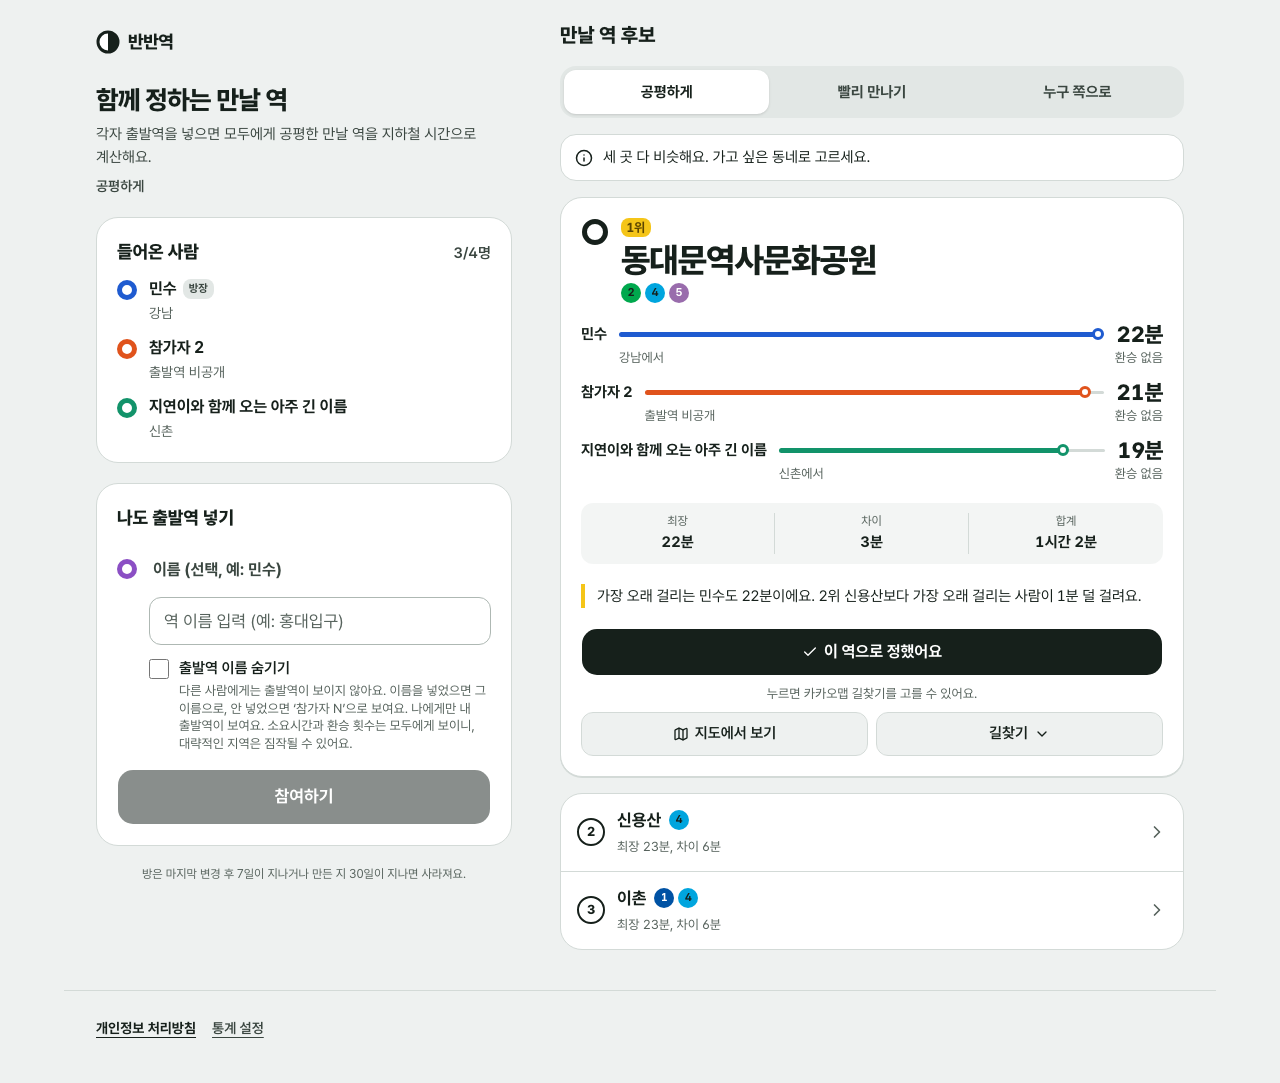 반반역
함께 정하는 만날 역
각자 출발역을 넣으면 모두에게 공평한 만날 역을 지하철 시간으로
계산해요.
공평하게
들어온 사람
3/4명
민수 방장
강남
참가자 2
출발역 비공개
지연이와 함께 오는 아주 긴 이름
신촌
나도 출발역 넣기
이름 (선택, 예: 민수)
역 이름 입력 (예: 홍대입구)
출발역 이름 숨기기
다른 사람에게는 출발역이 보이지 않아요. 이름을 넣었으면 그
이름으로, 안 넣었으면 '참가자 N'으로 보여요. 나에게만 내
출발역이 보여요. 소요시간과 환승 횟수는 모두에게 보이니,
대략적인 지역은 짐작될 수 있어요.
참여하기
방은 마지막 변경 후 7일이 지나거나 만든 지 30일이 지나면 사라져요.
만날 역 후보
공평하게
빨리 만나기
누구 쪽으로
세 곳 다 비슷해요. 가고 싶은 동네로 고르세요.
1위
동대문역사문화공원
2 4 5
민수
22분
강남에서
환승 없음
참가자 2
21분
출발역 비공개
환승 없음
지연이와 함께 오는 아주 긴 이름
19분
신촌에서
환승 없음
최장
22분
차이
3분
합계
1시간 2분
가장 오래 걸리는 민수도 22분이에요. 2위 신용산보다 가장 오래 걸리는 사람이 1분 덜 걸려요.
이 역으로 정했어요
누르면 카카오맵 길찾기를 고를 수 있어요.
지도에서 보기
길찾기
2 신용산 4
최장 23분, 차이 6분
3 이촌 1 4
최장 23분, 차이 6분
개인정보 처리방침
통계 설정